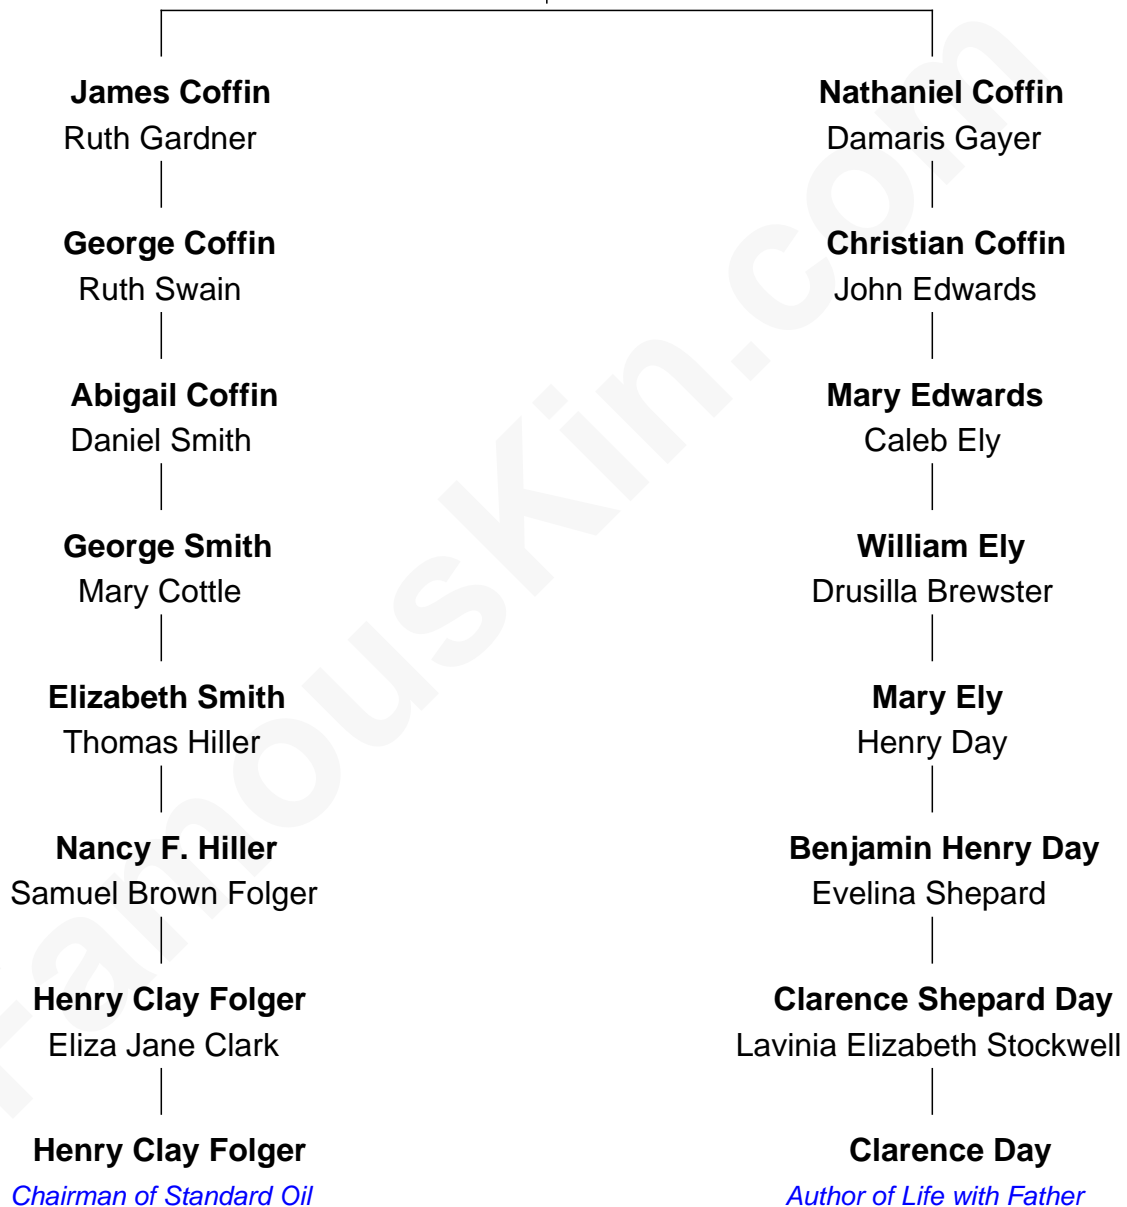 James Coffin
Ruth Gardner
George Coffin
Ruth Swain
Abigail Coffin
Daniel Smith
George Smith
Mary Cottle
Elizabeth Smith
Thomas Hiller
Nancy F. Hiller
Samuel Brown Folger
Henry Clay Folger
Eliza Jane Clark
Henry Clay Folger
Chairman of Standard Oil
Nathaniel Coffin
Damaris Gayer
Christian Coffin
John Edwards
Mary Edwards
Caleb Ely
William Ely
Drusilla Brewster
Mary Ely
Henry Day
Benjamin Henry Day
Evelina Shepard
Clarence Shepard Day
Lavinia Elizabeth Stockwell
Clarence Day
Author of Life with Father
FamousKin.com